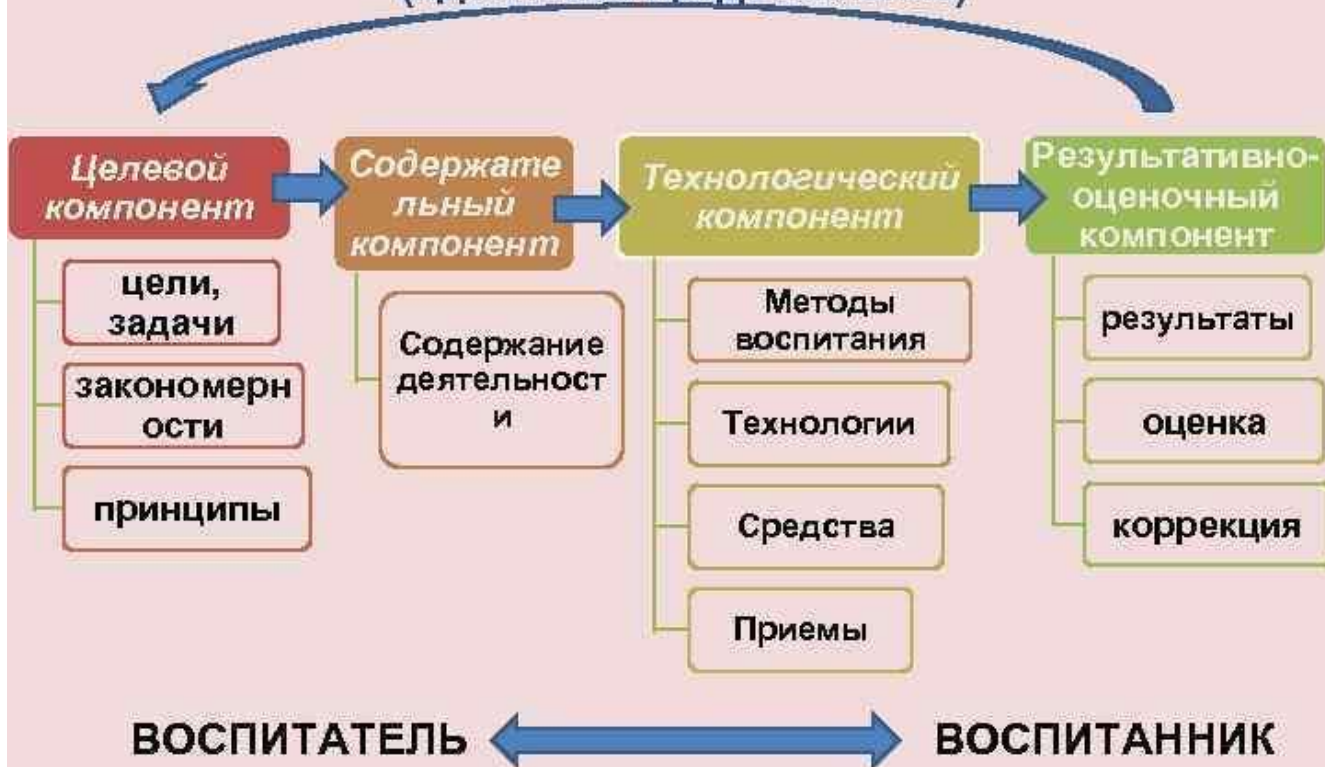 Целевой
компонент
цели,
задачи
закономерн
ости
принципы
Содержате
льный
компонент
Содержание
деятельност
и
Технологический
компонент
Методы
воспитания
Технологии
Средства
Приемы
Результативно-
оценочный
компонент
результаты
оценка
коррекция
ВОСПИТАТЕЛЬ ВОСПИТАННИК